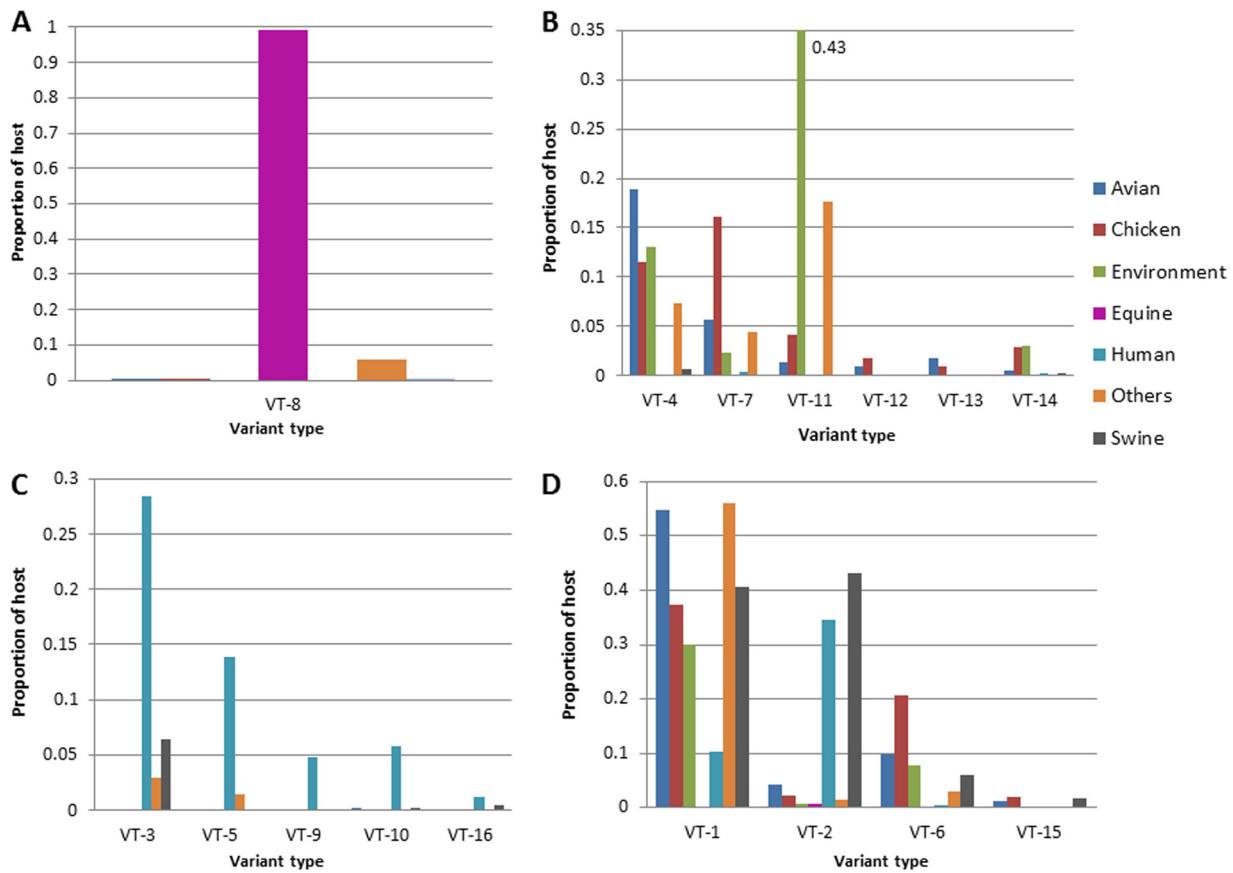 A
1
0.9
0.8
0.7
0.6
0.5
0.4
0.3
0.2
0.1
0
Proportion of host
VT-8
Variant type
B
0.35
0.3
0.25
0.2
0.15
0.1
0.05
0
Proportion of host
0.43
VT-4 VT-7 VT-11 VT-12 VT-13 VT-14
Variant type
Avian
Chicken
Environment
Equine
Human
Others
Swine
C
0.3
0.25
0.2
0.15
0.1
0.05
0
Proportion of host
VT-3 VT-5 VT-9 VT-10 VT-16
Variant type
D
0.6
0.5
0.4
0.3
0.2
0.1
0
Proportion of host
VT-1 VT-2 VT-6 VT-15
Variant type